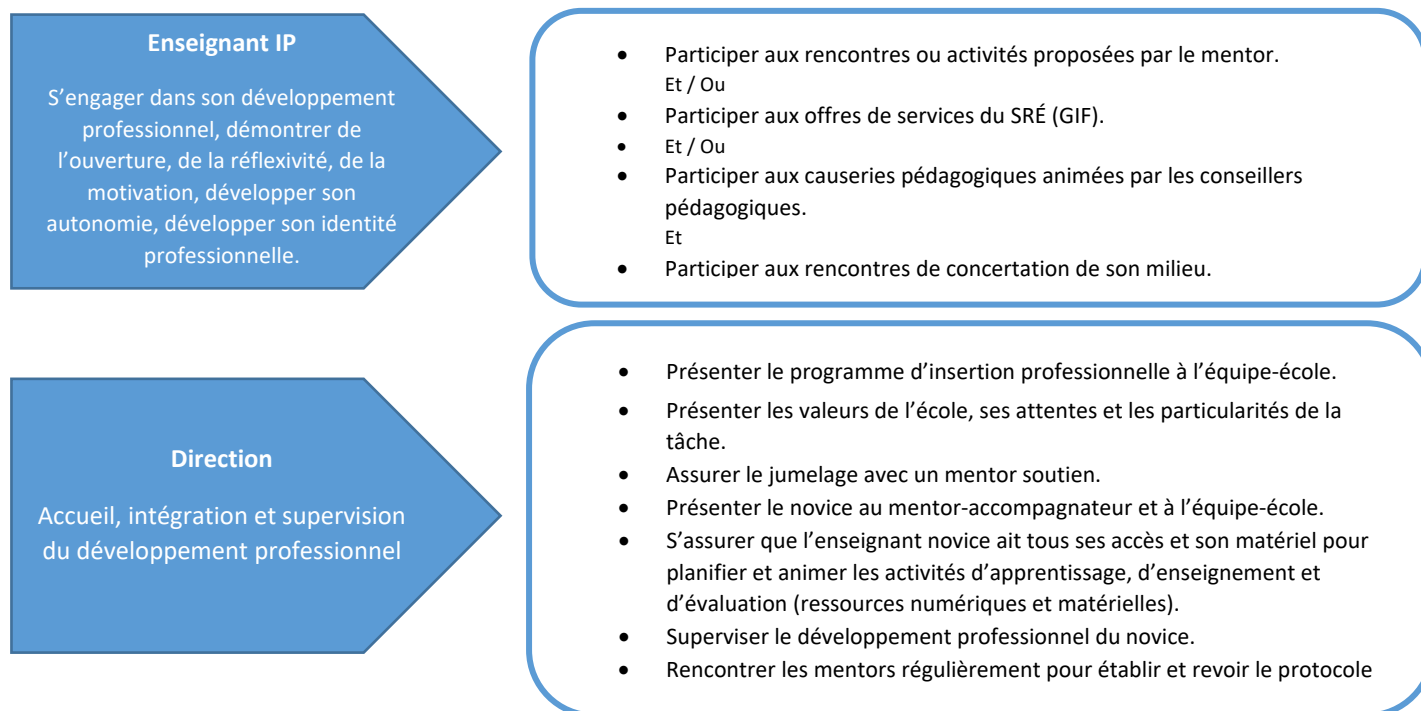 Enseignant IP
S’engager dans son développement
professionnel, démontrer de
l’ouverture, de la réflexivité, de la
motivation, développer son
autonomie, développer son identité
professionnelle.
• Participer aux rencontres ou activités proposées par le mentor.
Et / Ou
• Participer aux offres de services du SRÉ (GIF).
• Et / Ou
• Participer aux causeries pédagogiques animées par les conseillers
pédagogiques.
Et
• Participer aux rencontres de concertation de son milieu.
Direction
Accueil, intégration et supervision
du développement professionnel
• Présenter le programme d’insertion professionnelle à l’équipe-école.
• Présenter les valeurs de l’école, ses attentes et les particularités de la
tâche.
• Assurer le jumelage avec un mentor soutien.
• Présenter le novice au mentor-accompagnateur et à l’équipe-école.
• S’assurer que l’enseignant novice ait tous ses accès et son matériel pour
planifier et animer les activités d’apprentissage, d’enseignement et
d’évaluation (ressources numériques et matérielles).
• Superviser le développement professionnel du novice.
• Rencontrer les mentors régulièrement pour établir et revoir le protocole